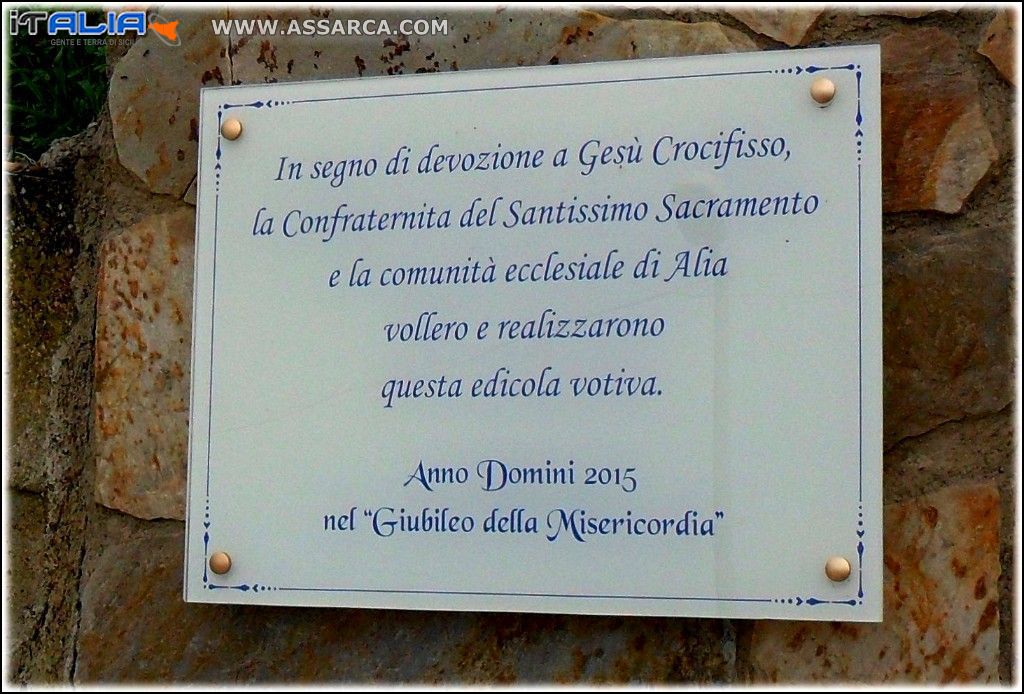 iTALIA
GENTE E TERRA DI SICILIA
WWW.ASSARCA.COM
In segno di devozione a Gesù Crocifisso,
la Confraternita del Santissimo Sacramento
e la comunità ecclesiale di Alia
vollero e realizzarono
questa edicola votiva.
Anno Domini 2015
nel “Giubileo della Misericordia”